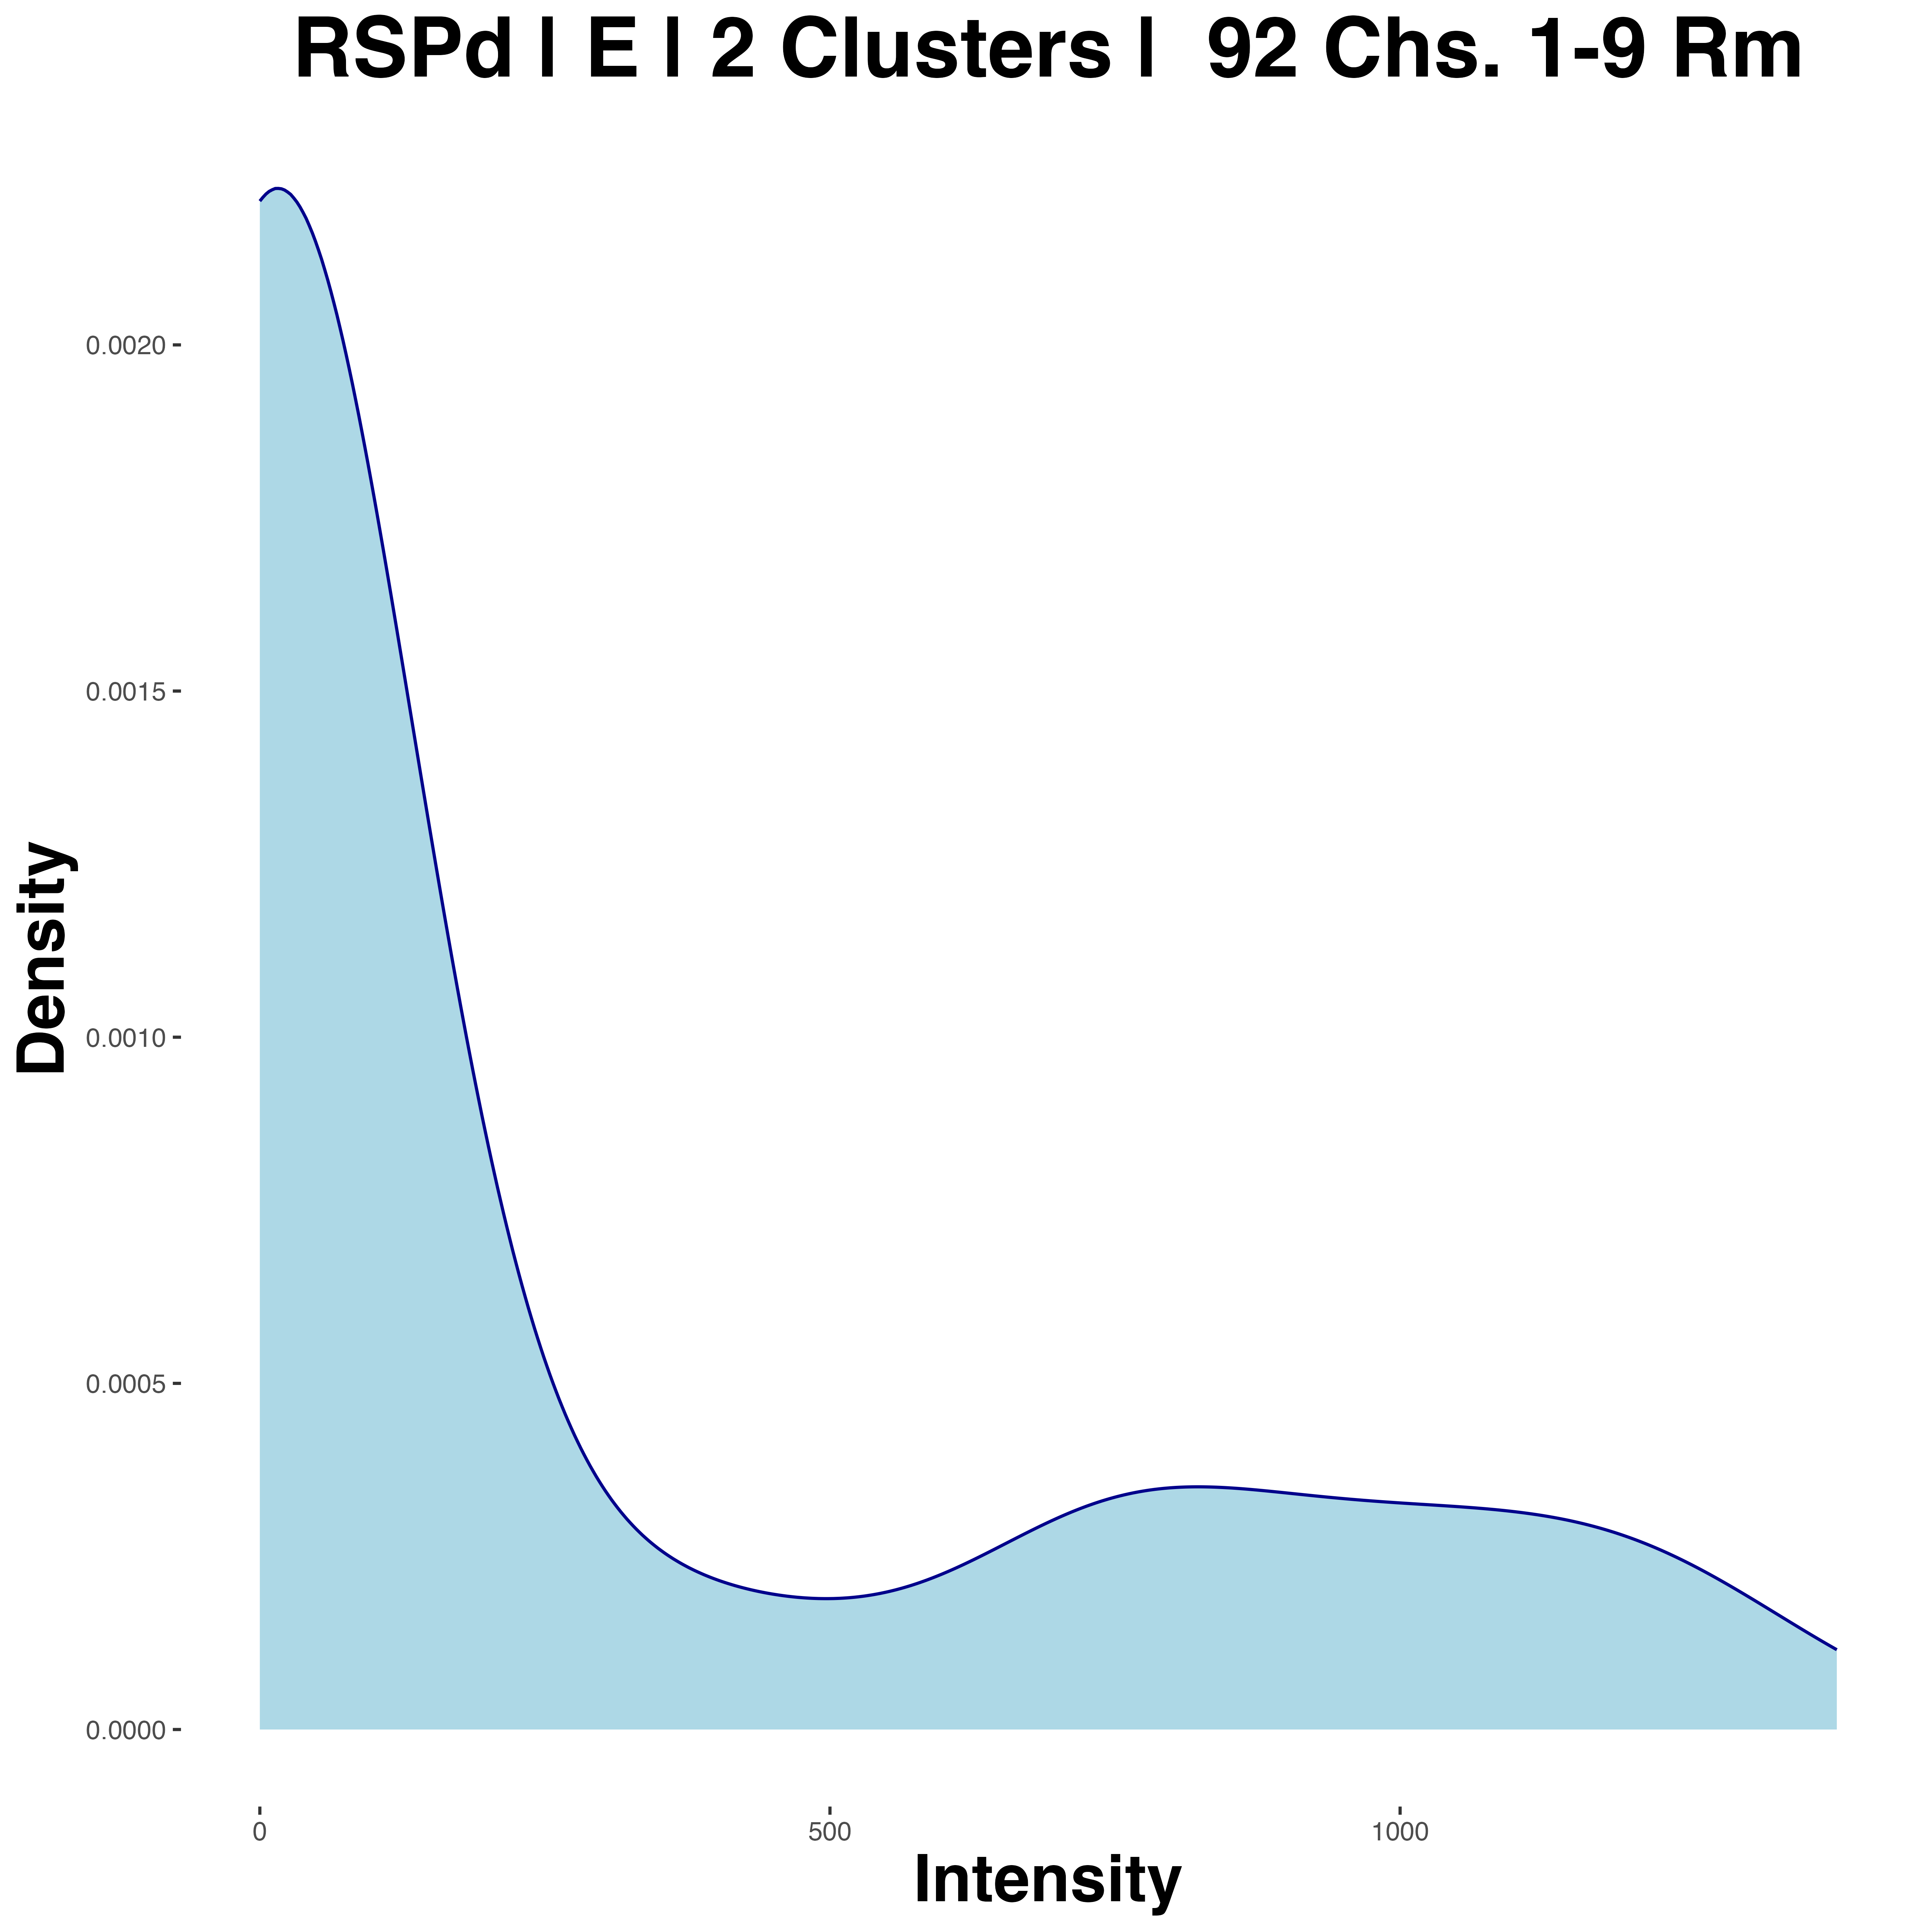 RSPd | E | 2 Clusters |  92 Chs. 1-9 Rm
Density
0.0020
0.0015
0.0010
0.0005
0.0000
0 500 1000
Intensity